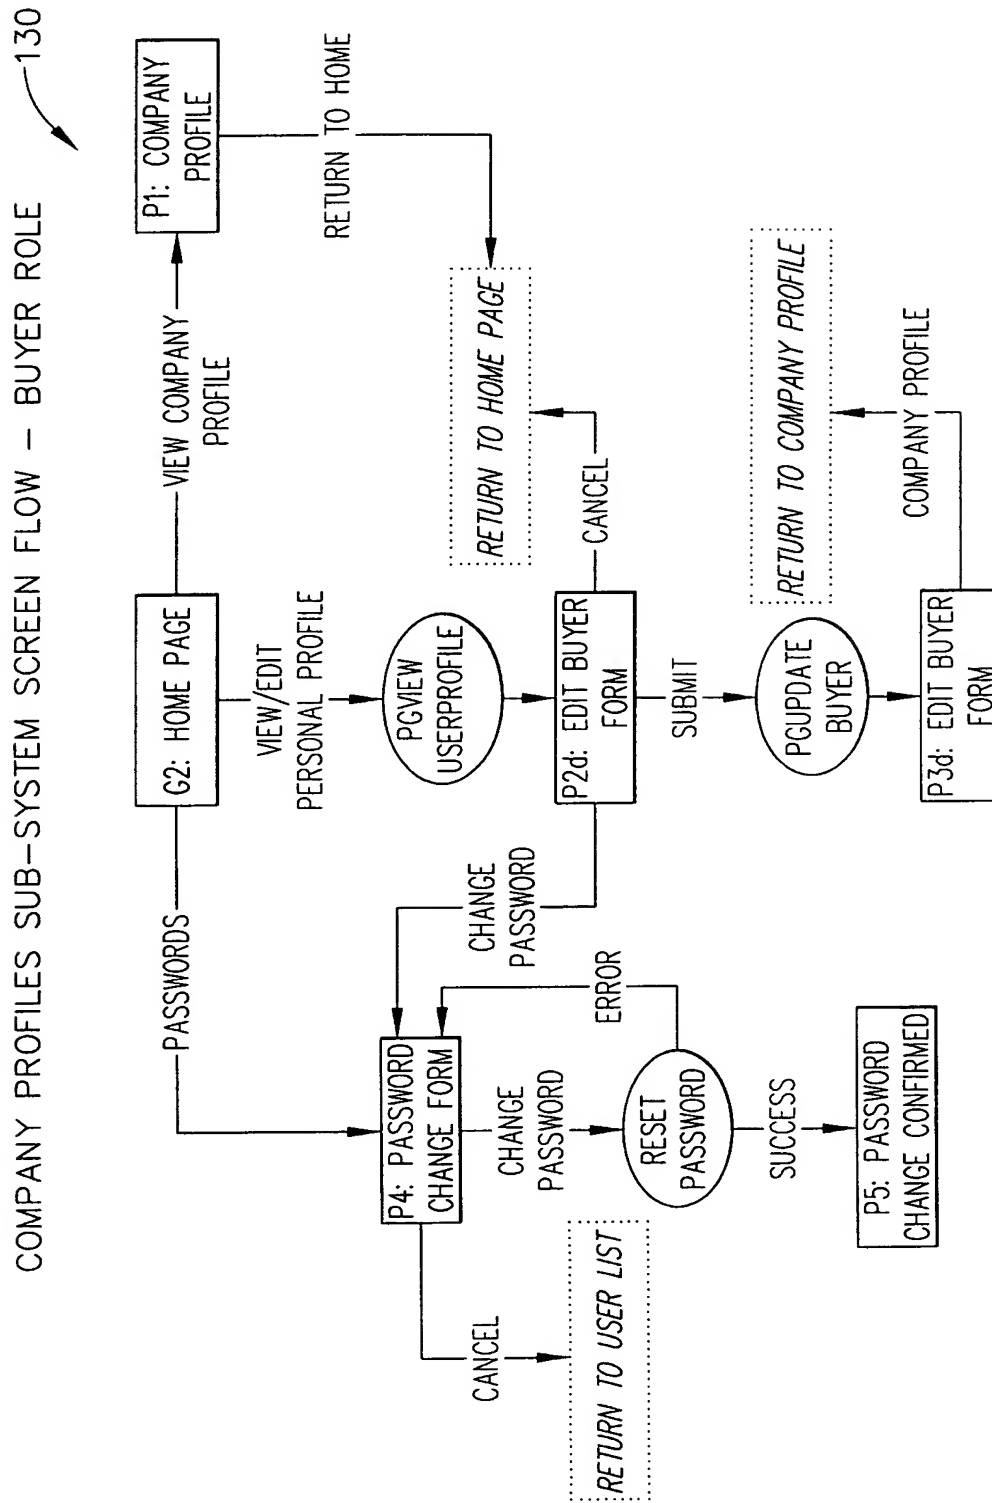 COMPANY PROFILES SUB-SYSTEM SCREEN FLOW - BUYER ROLE
130
PASSWORDS
G2: HOME PAGE
VIEW COMPANY
PROFILE
P1: COMPANY
PROFILE
VIEW/EDIT
PERSONAL PROFILE
RETURN TO HOME
P4: PASSWORD
CHANGE FORM
PGVIEW
USERPROFILE
RETURN TO HOME PAGE
CANCEL
CHANGE
PASSWORD
CHANGE
PASSWORD
P2d: EDIT BUYER
FORM
CANCEL
RETURN TO USER LIST
RESET
PASSWORD
ERROR
SUBMIT
SUCCESS
PGUPDATE
BUYER
RETURN TO COMPANY PROFILE
P5: PASSWORD
CHANGE CONFIRMED
P3d: EDIT BUYER
FORM
COMPANY PROFILE